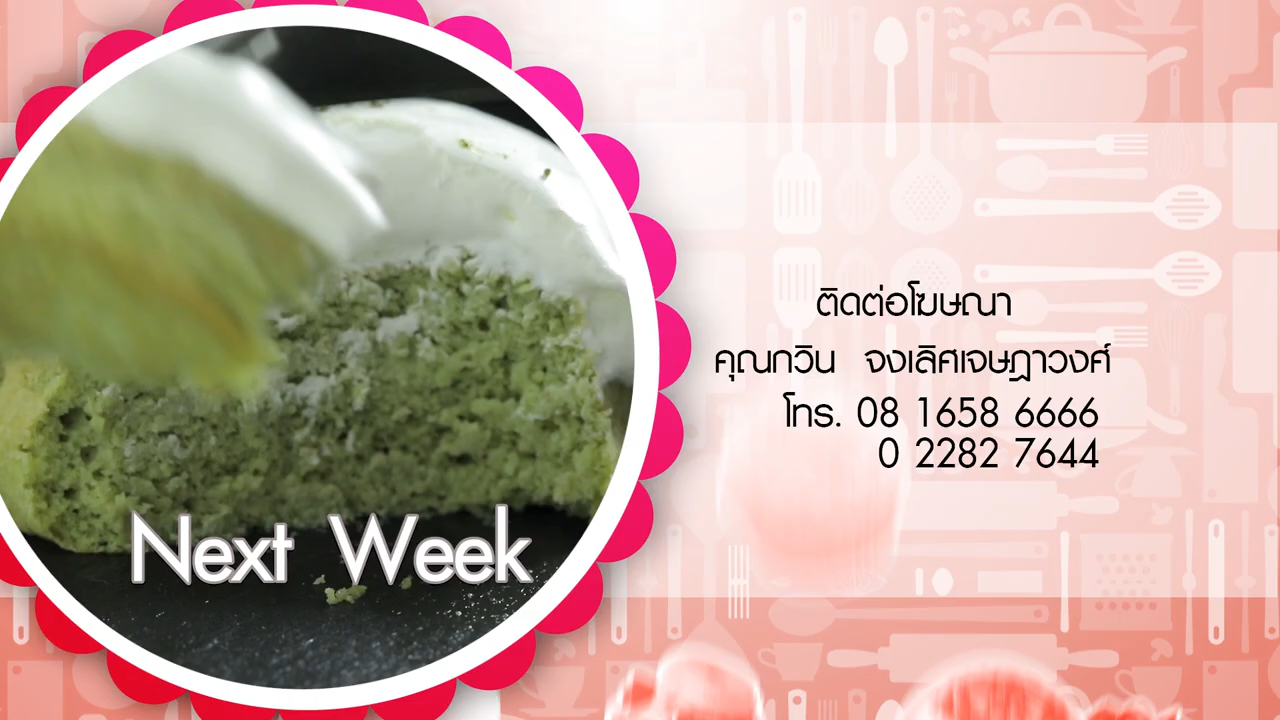 Next Week
ติดต่อโฆษณา
คุณกวิน จงเลิศเจษฎาวงศ์
โทร. 08 1658 6666
0 2282 7644